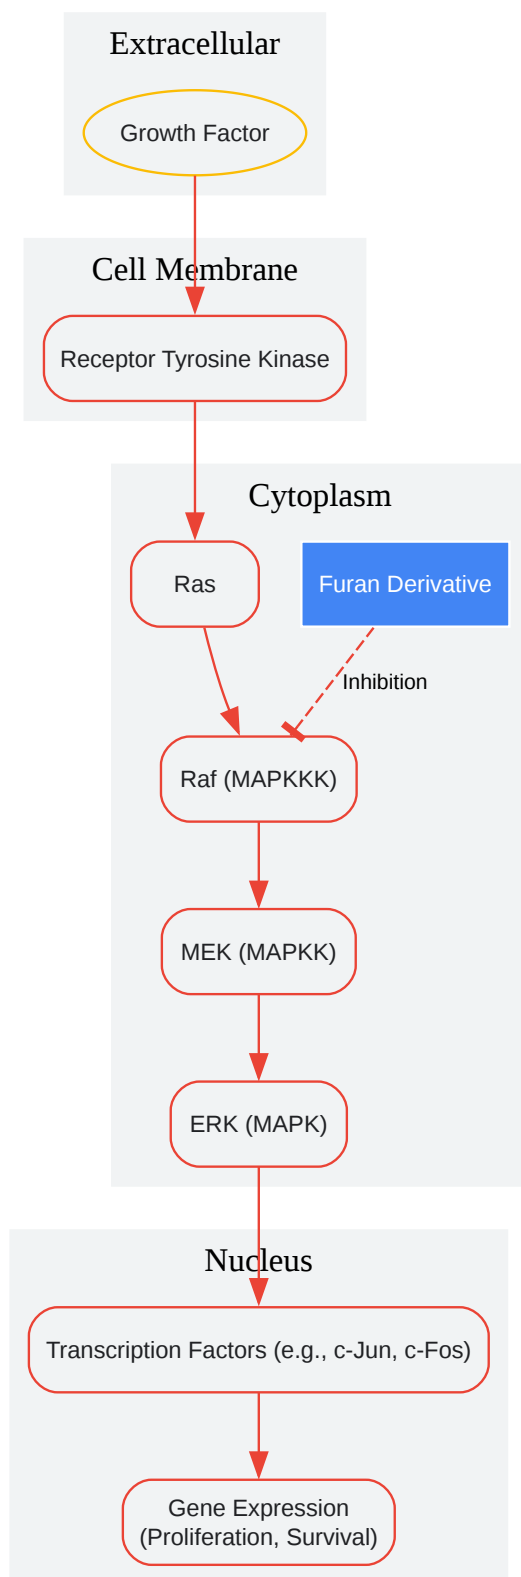 Extracellular
Growth Factor
Cell Membrane
Receptor Tyrosine Kinase
Cytoplasm
Ras
Furan Derivative
Inhibition
Raf (MAPKKK)
MEK (MAPKK)
ERK (MAPK)
Nucleus
Transcription Factors (e.g., c-Jun, c-Fos)
Gene Expression
(Proliferation, Survival)